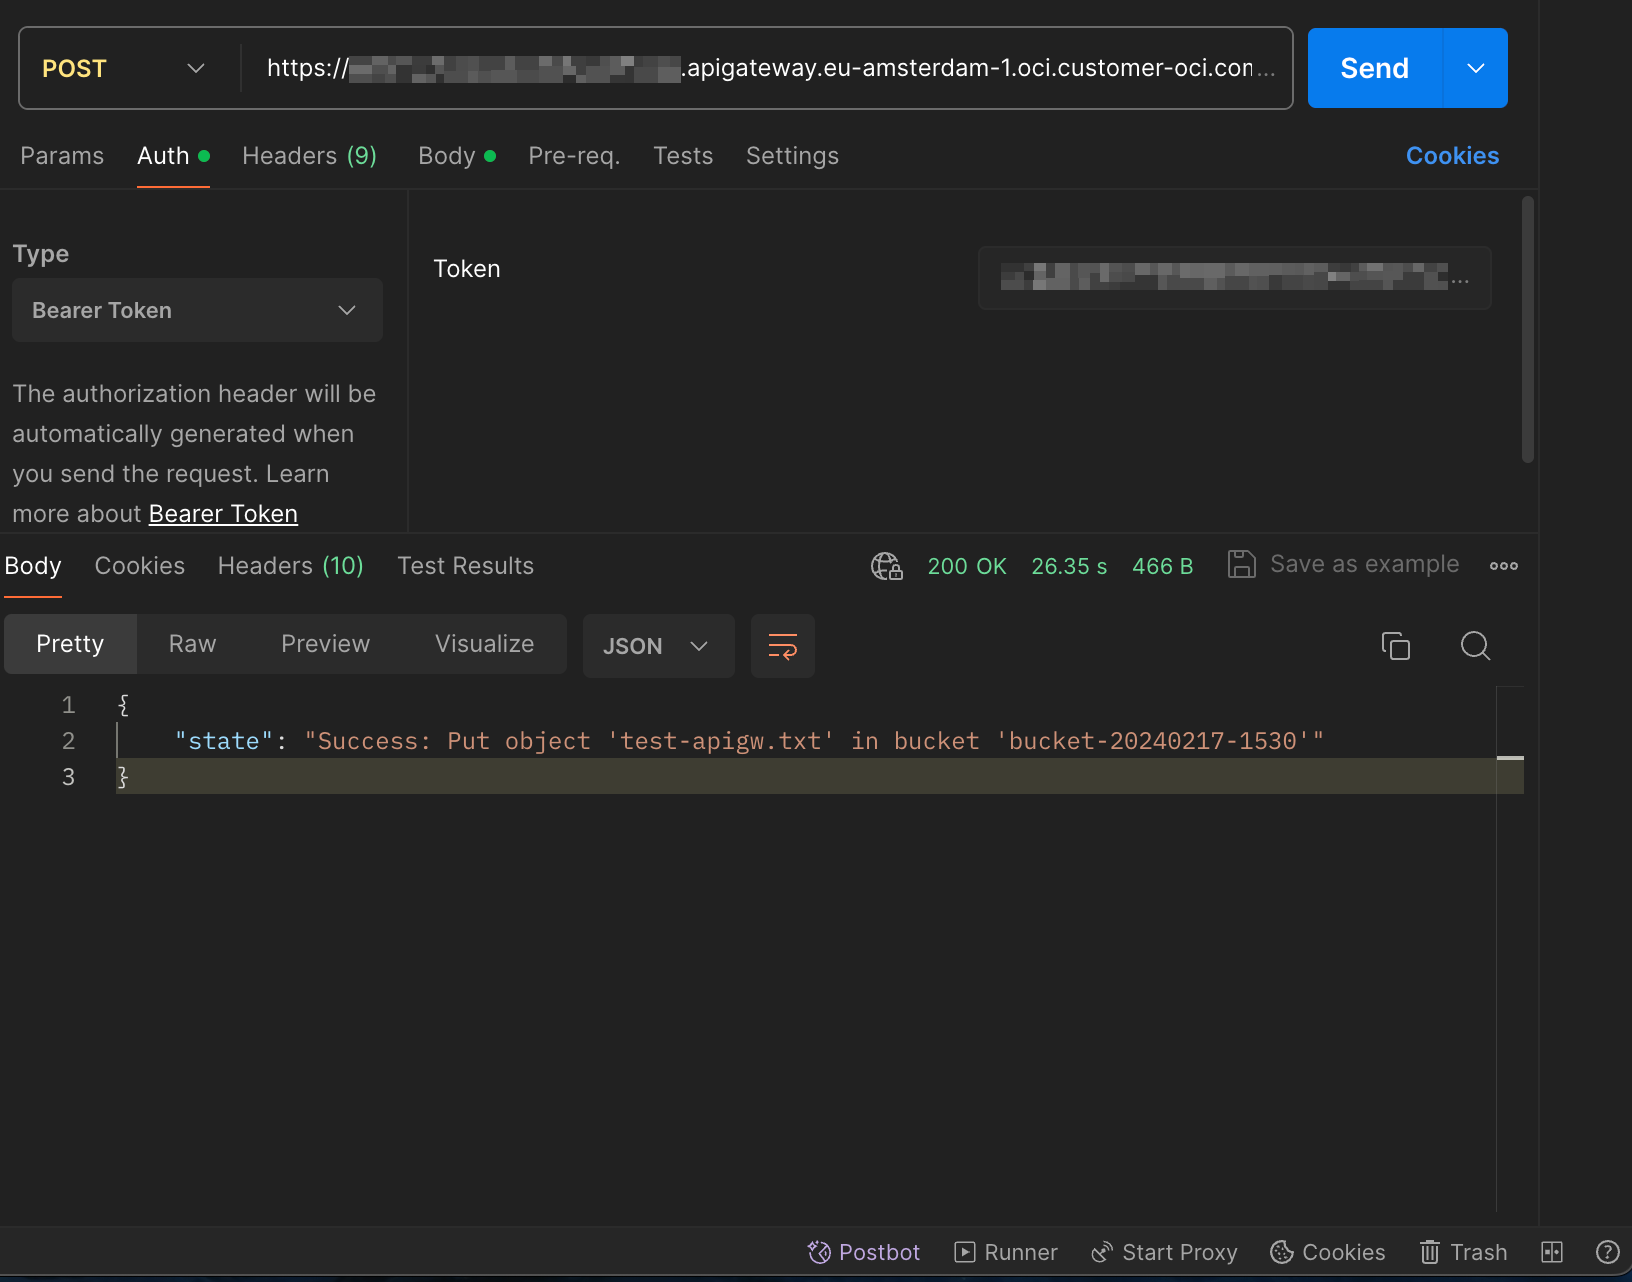 POST https://.apigateway.eu-amsterdam-1.oci.customer-oci.con... Send
Params Auth Headers (9) Body Pre-req. Tests Settings Cookies
Type
Token
...
Bearer Token
The authorization header will be
automatically generated when
you send the request. Learn
more about Bearer Token
Body Cookies Headers (10) Test Results 200 OK 26.35 s 466 B Save as example
Pretty Raw Preview Visualize JSON
1 {
2 "state": "Success: Put object 'test-apigw.txt' in bucket 'bucket-20240217-1530'"
3 }
Postbot Runner Start Proxy Cookies Trash